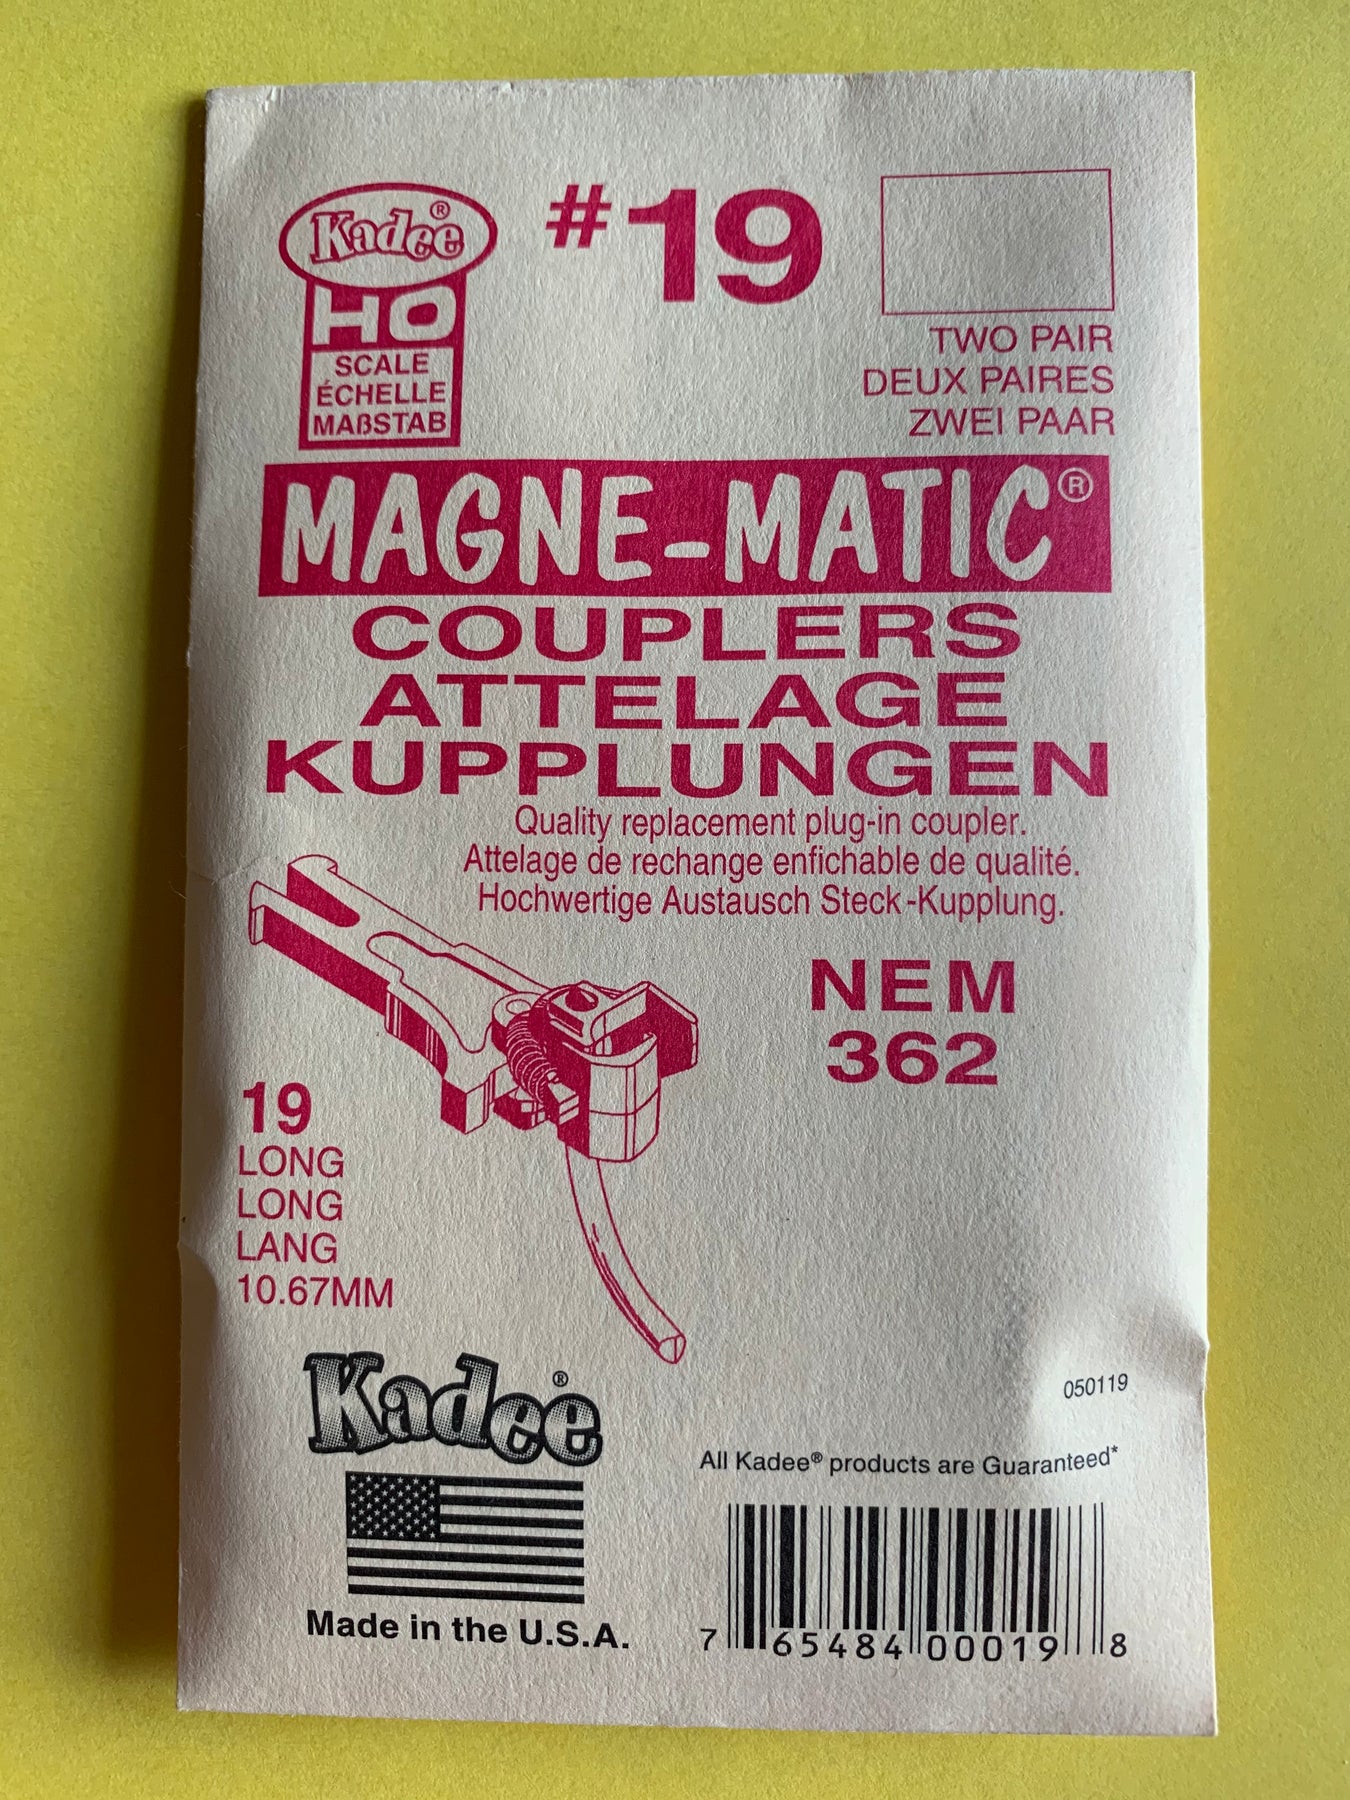 Kadee®
HO
SCALE
ÉCHELLE
MAßSTAB
#19
TWO PAIR
DEUX PAIRES
ZWEI PAAR
MAGNE-MATIC®
COUPLERS
ATTELAGE
KUPPLUNGEN
Quality replacement plug-in coupler.
Attelage de rechange enfichable de qualité.
Hochwertige Austausch Steck-Kupplung.
NEM
362
19
LONG
LONG
LANG
10.67MM
Kadee®
Made in the U.S.A.
050119
All Kadee® products are Guaranteed*
7 65484 00019 8